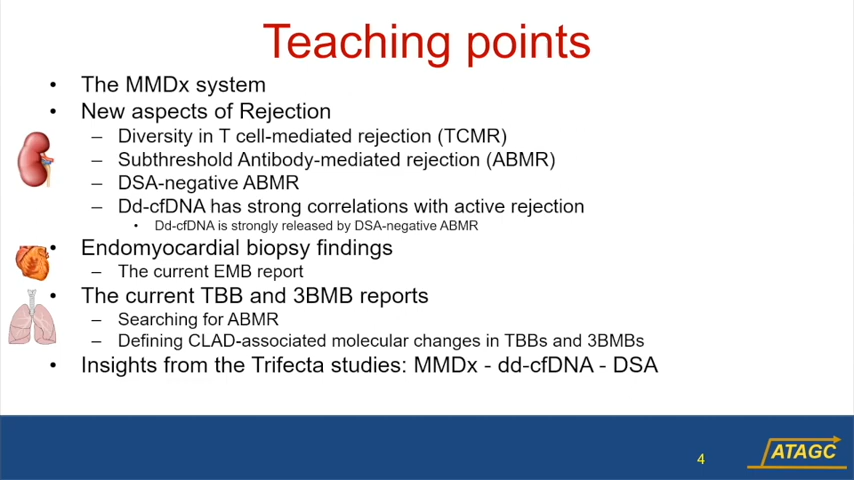 Teaching points
• The MMDx system
• New aspects of Rejection
– Diversity in T cell-mediated rejection (TCMR)
– Subthreshold Antibody-mediated rejection (ABMR)
– DSA-negative ABMR
– Dd-cfDNA has strong correlations with active rejection
• Dd-cfDNA is strongly released by DSA-negative ABMR
• Endomyocardial biopsy findings
– The current EMB report
• The current TBB and 3BMB reports
– Searching for ABMR
– Defining CLAD-associated molecular changes in TBBs and 3BMBs
• Insights from the Trifecta studies: MMDx - dd-cfDNA - DSA
4
ATAGC